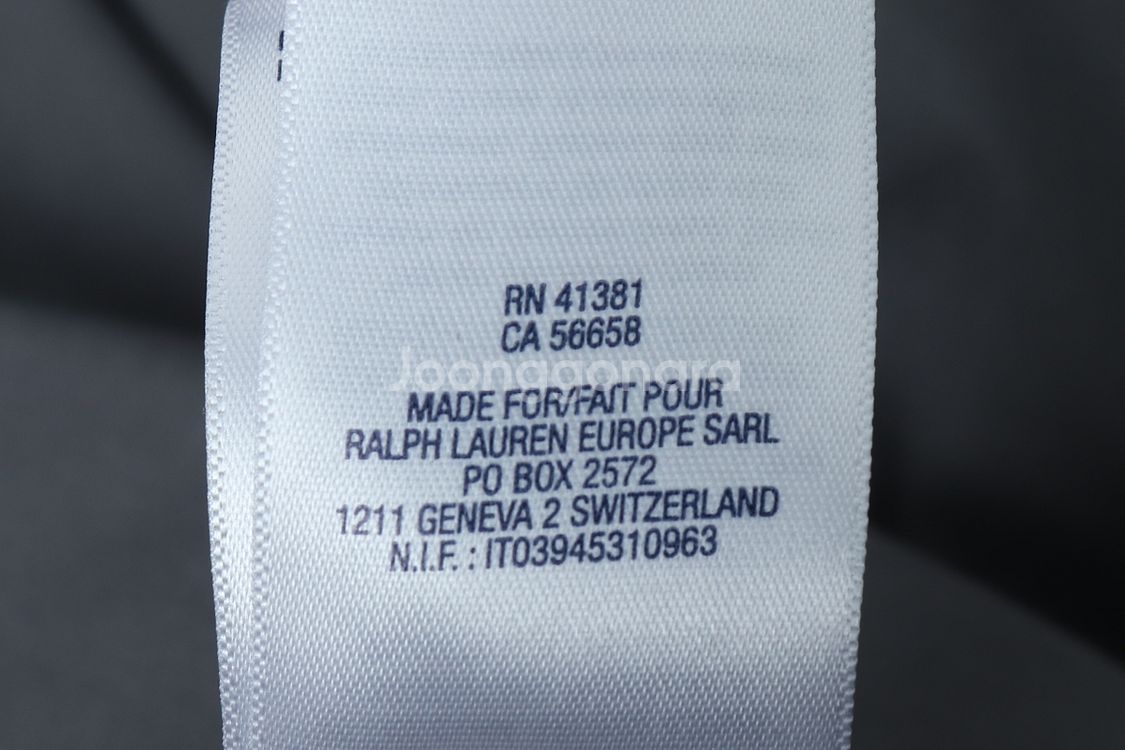 RN 41381
CA 56658
Joonggonara
MADE FOR/FAIT POUR
RALPH LAUREN EUROPE SARL
PO BOX 2572
1211 GENEVA 2 SWITZERLAND
N.I.F. : IT03945310963